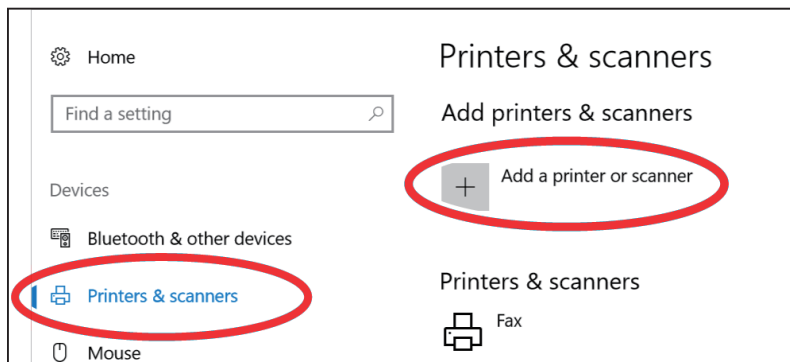 Home
Find a setting
Devices
Bluetooth & other devices
Printers & scanners
Mouse
Printers & scanners
Add printers & scanners
Add a printer or scanner
Printers & scanners
Fax